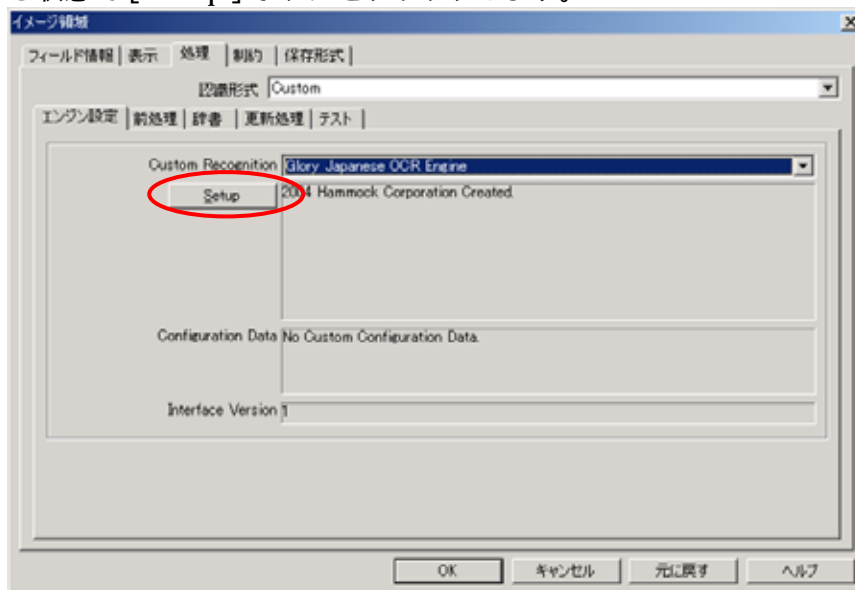 イメージ領域
フィールド情報 表示 処理 制約 保存形式
認識形式 Custom
エンジン設定 前処理 辞書 更新処理 テスト
Custom Recognition Glory Japanese OCR Engine
Setup 2004 Hammock Corporation Created.
Configuration Data No Custom Configuration Data.
Interface Version 1
OK キャンセル 元に戻す ヘルプ